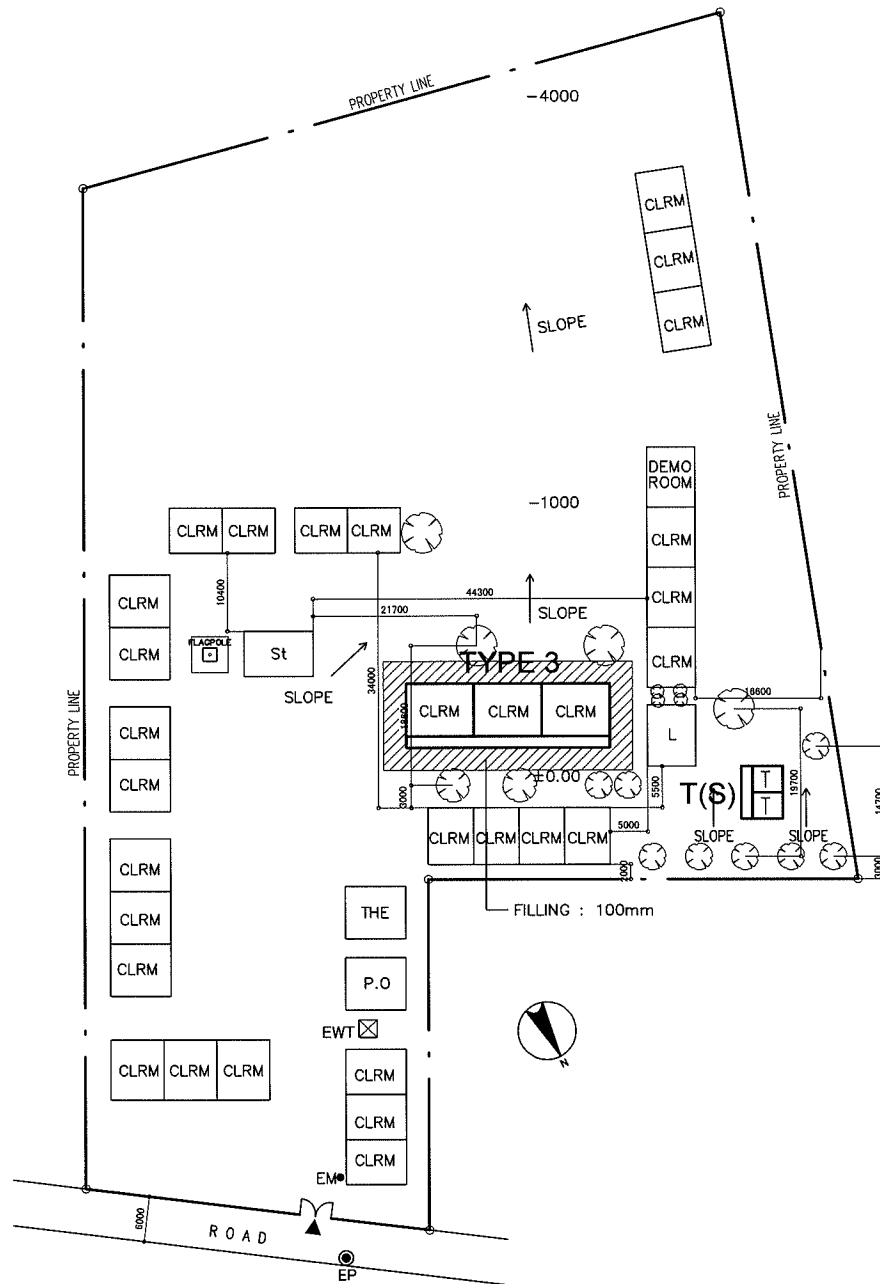 PROPERTY LINE
-4000
CLRM
CLRM
SLOPE
CLRM
PROPERTY LINE
DEMO
ROOM
-1000
CLRM CLRM CLRM CLRM
CLRM
10400
44300
CLRM
21700
SLOPE
CLRM
FLAGPOLE
St
CLRM
TYPE 3
CLRM
SLOPE
34000
16600
18800
CLRM CLRM CLRM
CLRM
L
PROPERTY LINE
CLRM
±0.00
5500
T(S)
T
T
19700
14700
3000
CLRM CLRM CLRM CLRM
5000
SLOPE
SLOPE
2000
3000
CLRM
CLRM
CLRM
THE
FILLING : 100mm
P.O
EWT
N
CLRM CLRM CLRM
CLRM
CLRM
CLRM
EM
6000
ROAD
EP